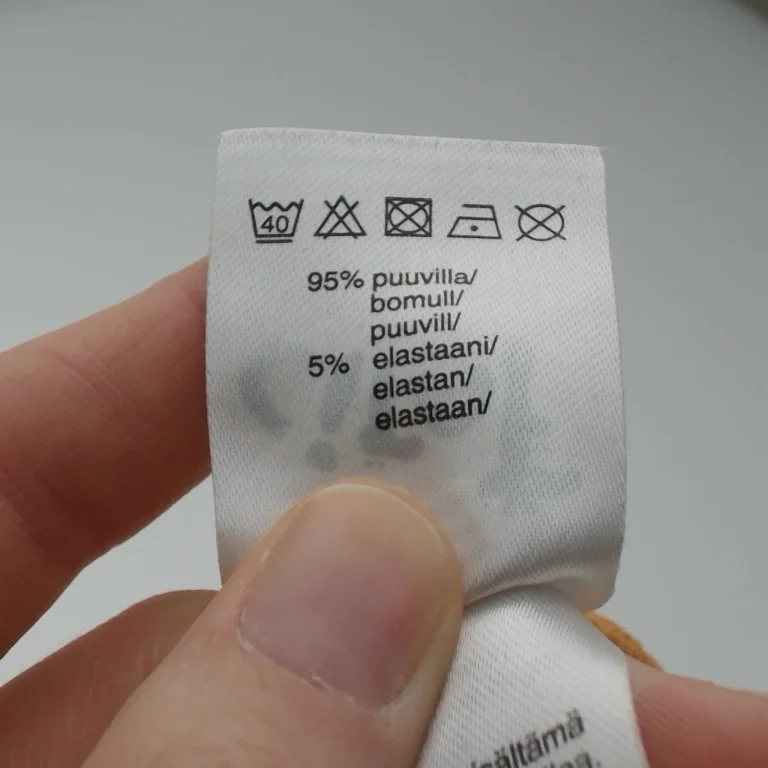 40
95% puuvilla/
bomull/
puuvill/
5% elastaani/
elastan/
elastaan/